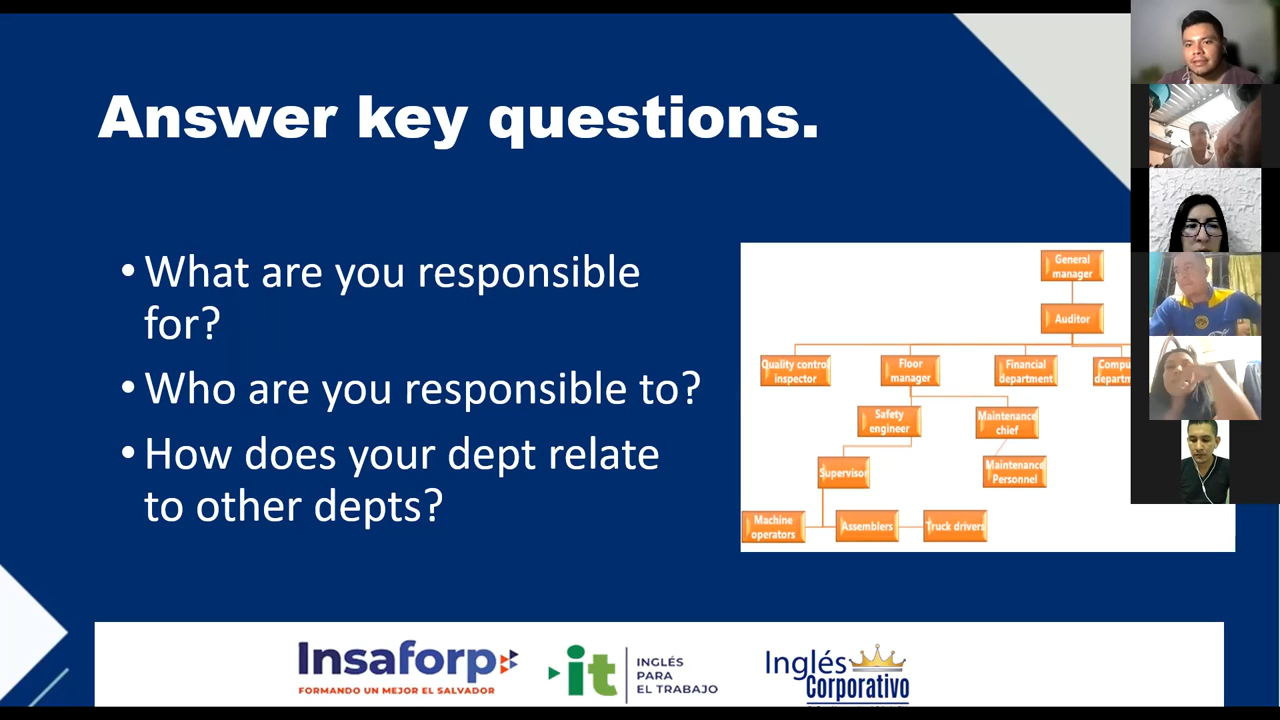 Answer key questions.
• What are you responsible
for?
• Who are you responsible to?
• How does your dept relate
to other depts?
General
manager
Auditor
Quality control
inspector
Floor
manager
Financial
department
Compu
departm
Safety
engineer
Maintenance
chief
Supervisor
Maintenance
Personnel
Machine
operators
Assemblers
Truck drivers
Insaforp
FORMANDO UN MEJOR EL SALVADOR
it
INGLÉS
PARA
EL TRABAJO
Inglés
Corporativo